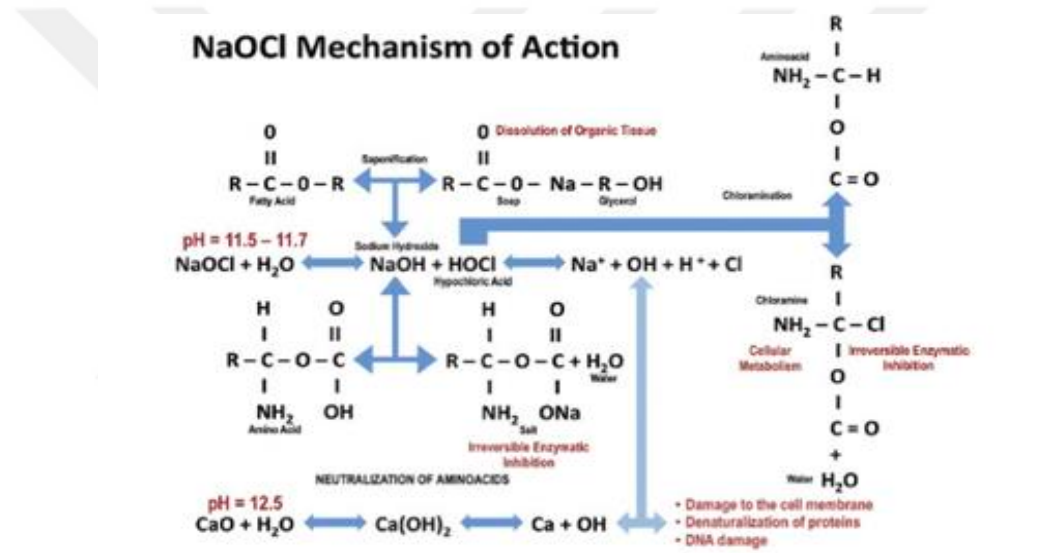 NaOCl Mechanism of Action
R
Aminoacid
NH₂ – C – H
O
C = O
O Dissolution of Organic Tissue
O
Saponification
R – C – O – R
R – C – O – Na – R – OH
Fatty Acid
Soap
Glycerol
Chloramination
pH = 11.5 – 11.7
Sodium Hydroxide
NaOCl + H₂O
NaOH + HOCl
Na⁺ + OH + H⁺ + Cl
Hypochloric Acid
R
Chloramine
NH₂ – C – Cl
Cellular Metabolism
Irreversible Enzymatic Inhibition
O
C = O
+
Water H₂O
H O
R – C – O – C
NH₂ OH
Amino Acid
H O
R – C – O – C + H₂O
Water
NH₂ ONa
Salt
Irreversible Enzymatic
Inhibition
NEUTRALIZATION OF AMINOACIDS
pH = 12.5
CaO + H₂O
Ca(OH)₂
Ca + OH
• Damage to the cell membrane
• Denaturalization of proteins
• DNA damage